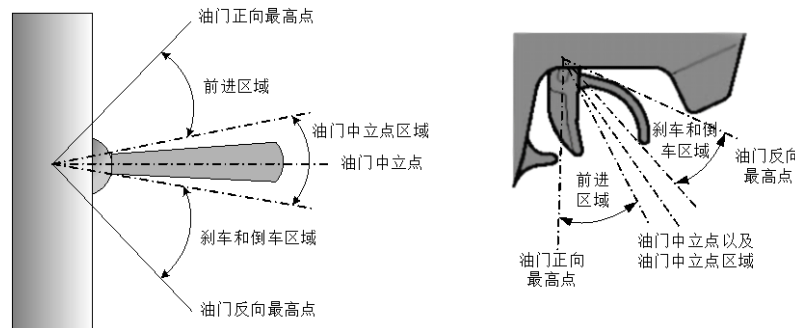 油门正向最高点
前进区域
油门中立点区域
油门中立点
刹车和倒车区域
油门反向最高点
刹车和倒
车区域
油门反向
最高点
前进
区域
油门中立点以及
油门中立点区域
油门正向
最高点